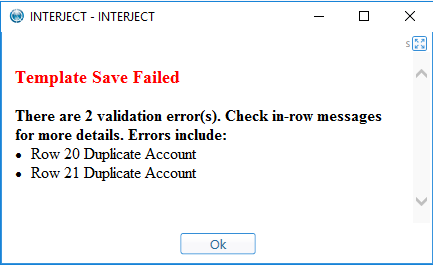 INTERJECT - INTERJECT
s
Template Save Failed
There are 2 validation error(s). Check in-row messages
for more details. Errors include:
• Row 20 Duplicate Account
• Row 21 Duplicate Account
Ok